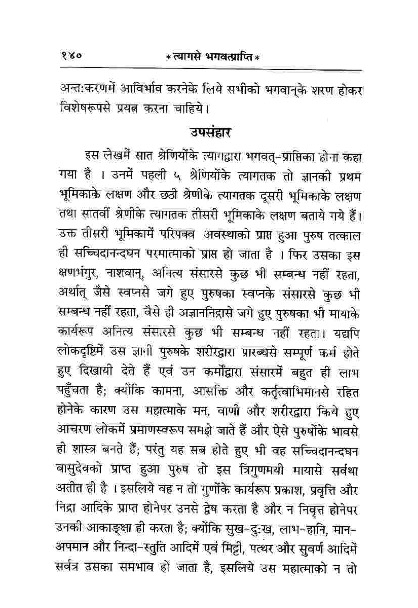 १४०
* त्यागसे भगवत्प्राप्ति *
अन्तःकरणमें आविर्भाव करनेके लिये सभीको भगवान्‌के शरण होकर
विशेषरूपसे प्रयत्न करना चाहिये।
उपसंहार
इस लेखमें सात श्रेणियोंके त्यागद्वारा भगवत्-प्राप्तिका होना कहा
गया है । उनमें पहली ५ श्रेणियोंके त्यागतक तो ज्ञानकी प्रथम
भूमिकाके लक्षण और छठी श्रेणीके त्यागतक दूसरी भूमिकाके लक्षण
तथा सातवीं श्रेणीके त्यागतक तीसरी भूमिकाके लक्षण बताये गये हैं।
उक्त तीसरी भूमिकामें परिपक्व अवस्थाको प्राप्त हुआ पुरुष तत्काल
ही सच्चिदानन्दघन परमात्माको प्राप्त हो जाता है । फिर उसका इस
क्षणभंगुर, नाशवान्, अनित्य संसारसे कुछ भी सम्बन्ध नहीं रहता,
अर्थात् जैसे स्वप्नसे जगे हुए पुरुषका स्वप्नके संसारसे कुछ भी
सम्बन्ध नहीं रहता, वैसे ही अज्ञाननिद्रासे जगे हुए पुरुषका भी मायाके
कार्यरूप अनित्य संसारसे कुछ भी सम्बन्ध नहीं रहता। यद्यपि
लोकदृष्टिमें उस ज्ञानी पुरुषके शरीरद्वारा प्रारब्धसे सम्पूर्ण कर्म होते
हुए दिखायी देते हैं एवं उन कर्मोंद्वारा संसारमें बहुत ही लाभ
पहुँचता है; क्योंकि कामना, आसक्ति और कर्तृत्वाभिमानसे रहित
होनेके कारण उस महात्माके मन, वाणी और शरीरद्वारा किये हुए
आचरण लोकमें प्रमाणस्वरूप समझे जाते हैं और ऐसे पुरुषोंके भावसे
ही शास्त्र बनते हैं; परंतु यह सब होते हुए भी वह सच्चिदानन्दघन
वासुदेवको प्राप्त हुआ पुरुष तो इस त्रिगुणमयी मायासे सर्वथा
अतीत ही है । इसलिये वह न तो गुणोंके कार्यरूप प्रकाश, प्रवृत्ति और
निद्रा आदिके प्राप्त होनेपर उनसे द्वेष करता है और न निवृत्त होनेपर
उनकी आकाङ्क्षा ही करता है; क्योंकि सुख-दुःख, लाभ-हानि, मान-
अपमान और निन्दा-स्तुति आदिमें एवं मिट्टी, पत्थर और सुवर्ण आदिमें
सर्वत्र उसका समभाव हो जाता है, इसलिये उस महात्माको न तो